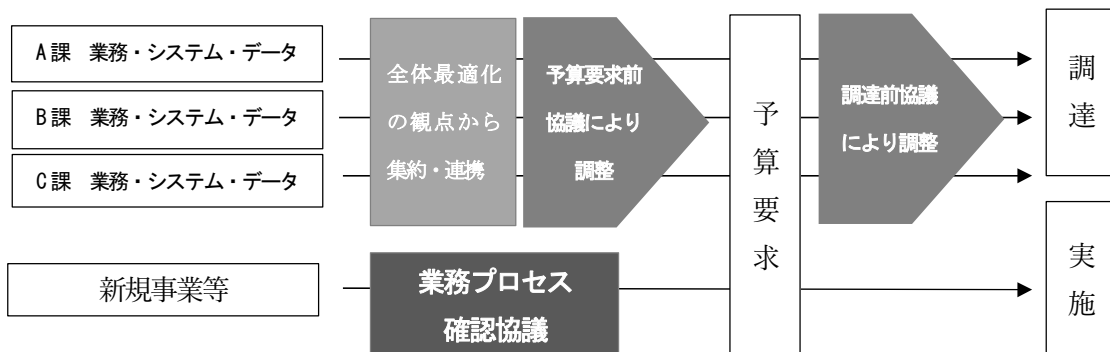 A課　業務・システム・データ
B課　業務・システム・データ
C課　業務・システム・データ
全体最適化
の観点から
集約・連携
予算要求前
協議により
調整
予算要求
調達前協議
により調整
調達
新規事業等
業務プロセス
確認協議
実施